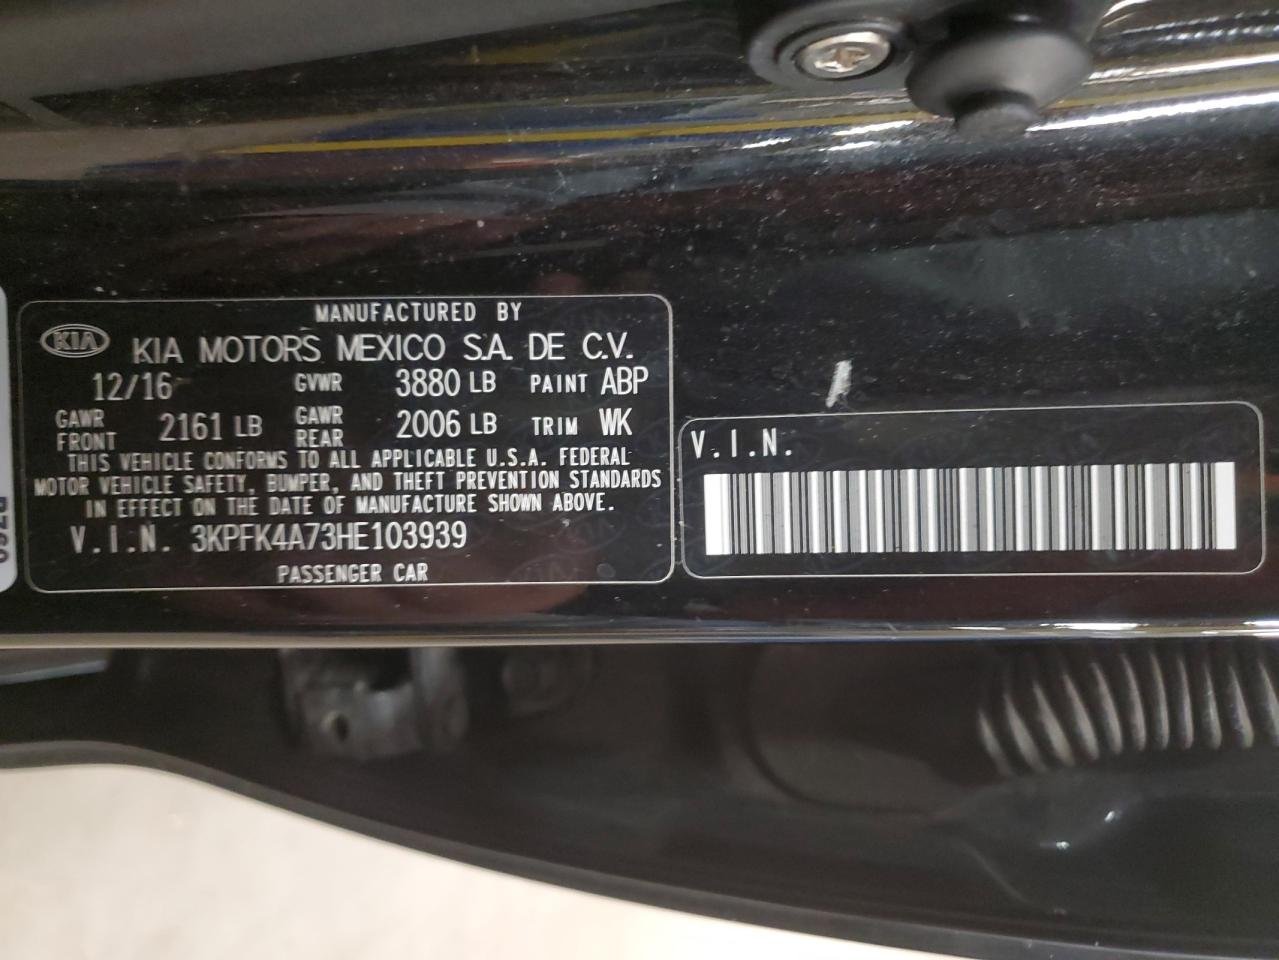 MANUFACTURED BY
KIA KIA MOTORS MEXICO S.A. DE C.V.
12/16 GVWR 3880 LB PAINT ABP
GAWR FRONT 2161 LB GAWR REAR 2006 LB TRIM WK
THIS VEHICLE CONFORMS TO ALL APPLICABLE U.S.A. FEDERAL
MOTOR VEHICLE SAFETY, BUMPER, AND THEFT PREVENTION STANDARDS
IN EFFECT ON THE DATE OF MANUFACTURE SHOWN ABOVE.
V.I.N. 3KPFK4A73HE103939
PASSENGER CAR
V.I.N.